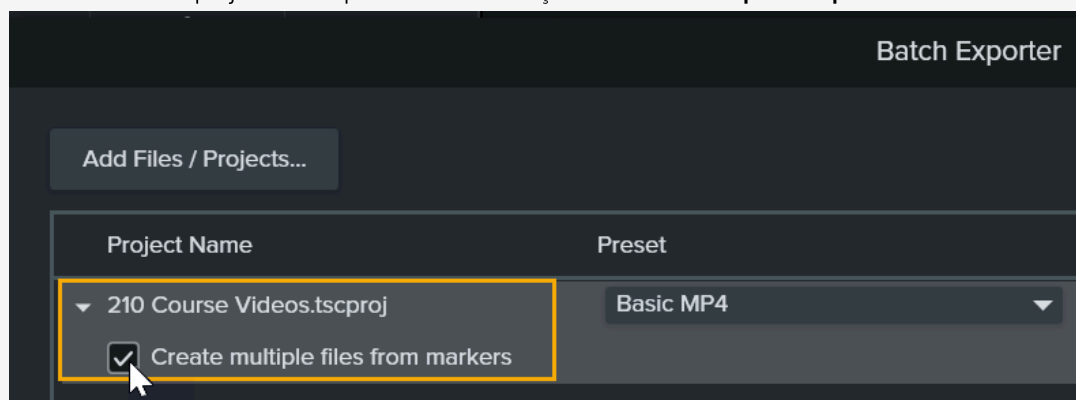 Batch Exporter
Add Files / Projects...
Project Name Preset
210 Course Videos.tscproj Basic MP4
Create multiple files from markers